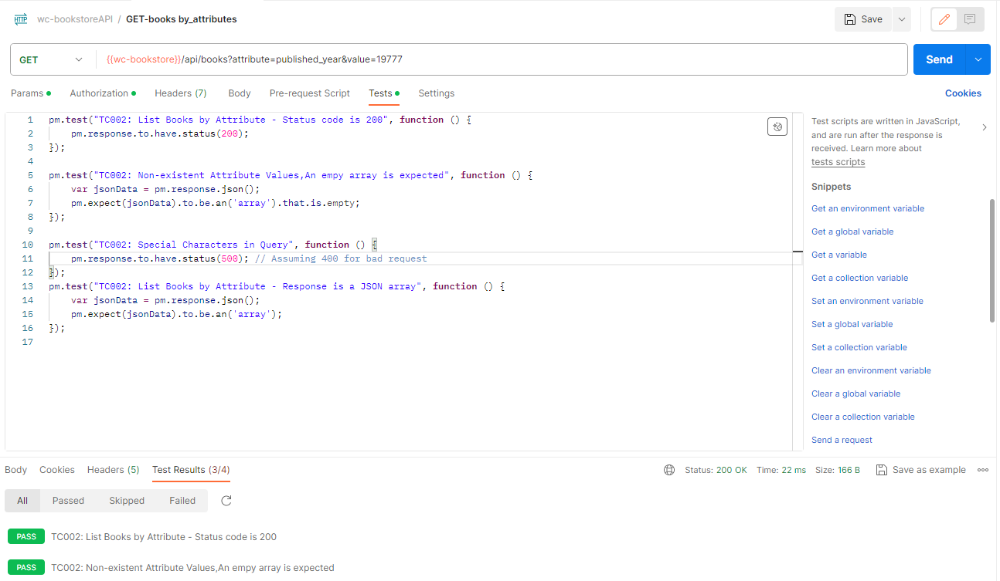 HTTP wc-bookstoreAPI / GET-books by_attributes Save
GET {{wc-bookstore}}/api/books?attribute=published_year&value=19777 Send
Params Authorization Headers (7) Body Pre-request Script Tests Settings Cookies
1 pm.test("TC002: List Books by Attribute - Status code is 200", function () {
2 pm.response.to.have.status(200);
3 });
4
5 pm.test("TC002: Non-existent Attribute Values,An empy array is expected", function () {
6 var jsonData = pm.response.json();
7 pm.expect(jsonData).to.be.an('array').that.is.empty;
8 });
9
10 pm.test("TC002: Special Characters in Query", function () {
11 pm.response.to.have.status(500); // Assuming 400 for bad request
12 });
13 pm.test("TC002: List Books by Attribute - Response is a JSON array", function () {
14 var jsonData = pm.response.json();
15 pm.expect(jsonData).to.be.an('array');
16 });
17
Test scripts are written in JavaScript,
and are run after the response is
received. Learn more about
tests scripts
Snippets
Get an environment variable
Get a global variable
Get a variable
Get a collection variable
Set an environment variable
Set a global variable
Set a collection variable
Clear an environment variable
Clear a global variable
Clear a collection variable
Send a request
Body Cookies Headers (5) Test Results (3/4) Status: 200 OK Time: 22 ms Size: 166 B Save as example
All Passed Skipped Failed
PASS TC002: List Books by Attribute - Status code is 200
PASS TC002: Non-existent Attribute Values,An empy array is expected